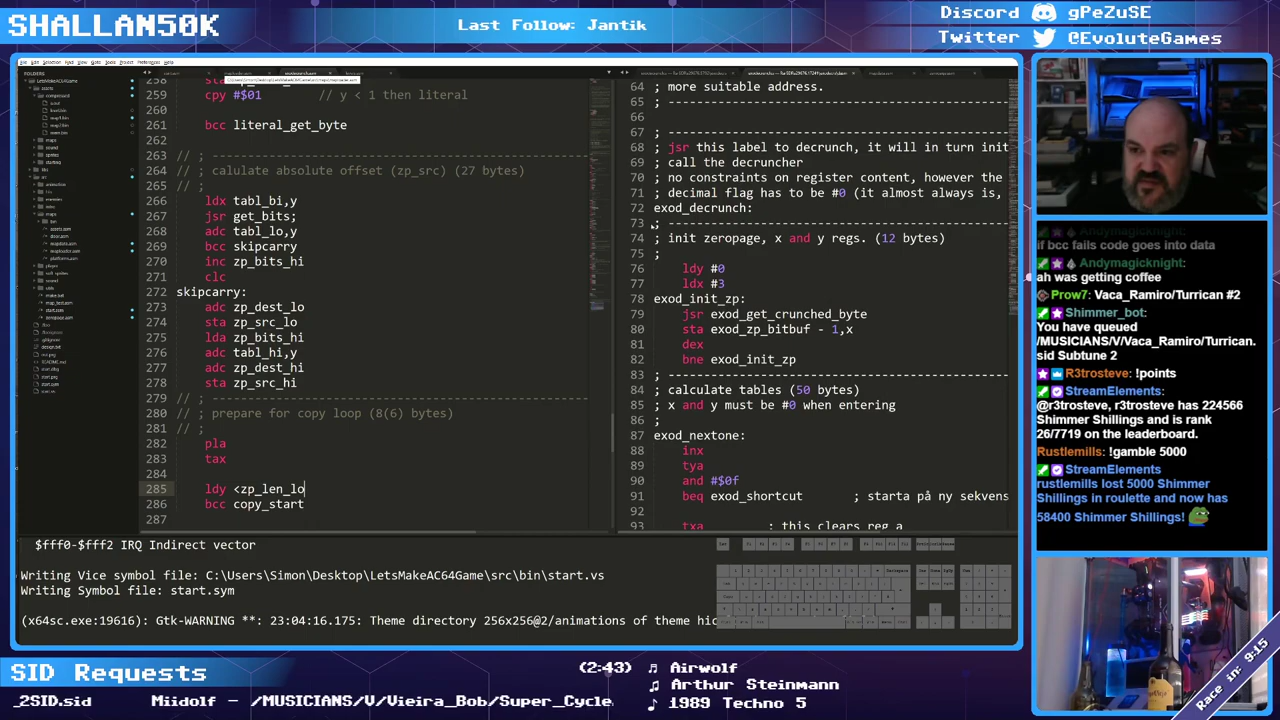 SHALLAN50K
Last Follow: Jantik
Discord gPeZuSE
Twitter @EvoluteGames
258
259 cpy #$01 // y < 1 then literal
260
261 bcc literal_get_byte
262
263 // ; ------------------------------------------------------
264 // ; calulate absolute offset (zp_src) (27 bytes)
265 // ;
266 ldx tabl_bi,y
267 jsr get_bits;
268 adc tabl_lo,y
269 bcc skipcarry
270 inc zp_bits_hi
271 clc
272 skipcarry:
273 adc zp_dest_lo
274 sta zp_src_lo
275 lda zp_bits_hi
276 adc tabl_hi,y
277 adc zp_dest_hi
278 sta zp_src_hi
279 // ; ------------------------------------------------------
280 // ; prepare for copy loop (8(6) bytes)
281 // ;
282 pla
283 tax
284
285 ldy <zp_len_lo
286 bcc copy_start
287
64 ; more suitable address.
65 ; -------------------------------------------------
66
67 ; -------------------------------------------------
68 ; jsr this label to decrunch, it will in turn init
69 ; call the decruncher
70 ; no constraints on register content, however the
71 ; decimal flag has to be #0 (it almost always is,
72 exod_decrunch:
73 ; -------------------------------------------------
74 ; init zeropage, x and y regs. (12 bytes)
75 ;
76 ldy #0
77 ldx #3
78 exod_init_zp:
79 jsr exod_get_crunched_byte
80 sta exod_zp_bitbuf - 1,x
81 dex
82 bne exod_init_zp
83 ; -------------------------------------------------
84 ; calculate tables (50 bytes)
85 ; x and y must be #0 when entering
86 ;
87 exod_nextone:
88 inx
89 tya
90 and #$0f
91 beq exod_shortcut ; starta på ny sekvens
92
93 txa ; this clears reg a
$fff0-$fff2 IRQ Indirect vector
Writing Vice symbol file: C:\Users\Simon\Desktop\LetsMakeAC64Game\src\bin\start.vs
Writing Symbol file: start.sym
(x64sc.exe:19616): Gtk-WARNING **: 23:04:16.175: Theme directory 256x256@2/animations of theme hic
if bcc fails code goes into data
Andymagicknight:
ah was getting coffee
Prow7: Vaca_Ramiro/Turrican #2
Shimmer_bot:
You have queued
/MUSICIANS/V/Vaca_Ramiro/Turrican.
sid Subtune 2
R3trosteve: !points
StreamElements:
@r3trosteve, r3trosteve has 224566
Shimmer Shillings and is rank
26/7719 on the leaderboard.
Rustlemills: !gamble 5000
StreamElements:
rustlemills lost 5000 Shimmer
Shillings in roulette and now has
58400 Shimmer Shillings!
Race in: 9:15
SID Requests
(2:43) ♫ Airwolf
♫ Arthur Steinmann
♪ 1989 Techno 5
_2SID.sid Miidolf - /MUSICIANS/V/Vieira_Bob/Super_Cycle